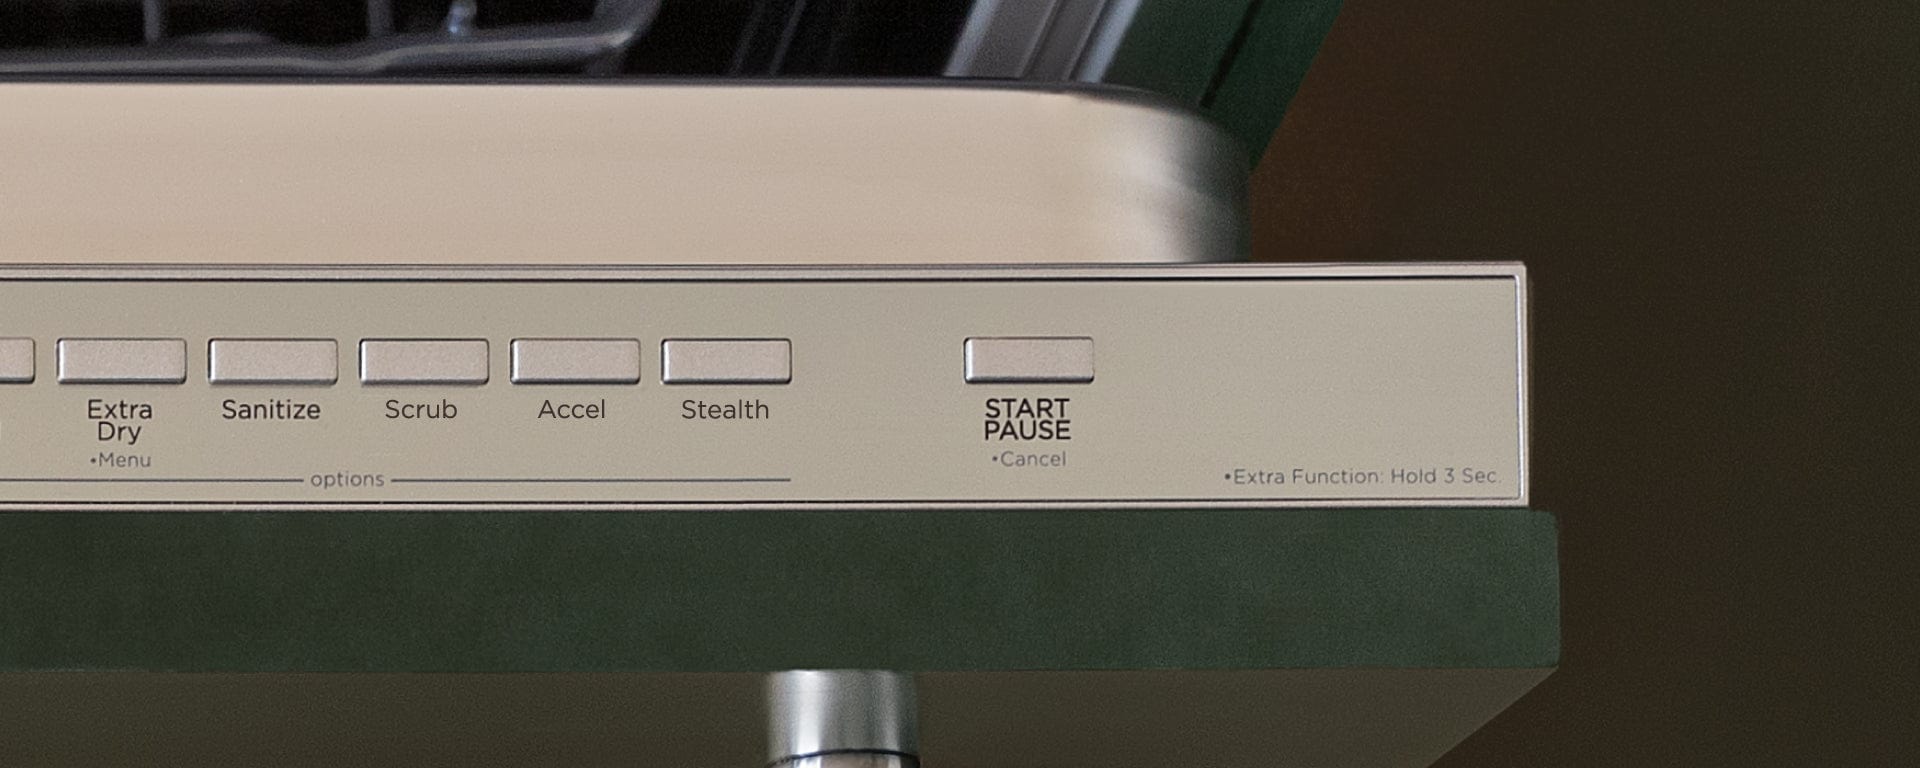 Extra
Dry
•Menu
Sanitize
Scrub
Accel
Stealth
options
START
PAUSE
•Cancel
•Extra Function: Hold 3 Sec.